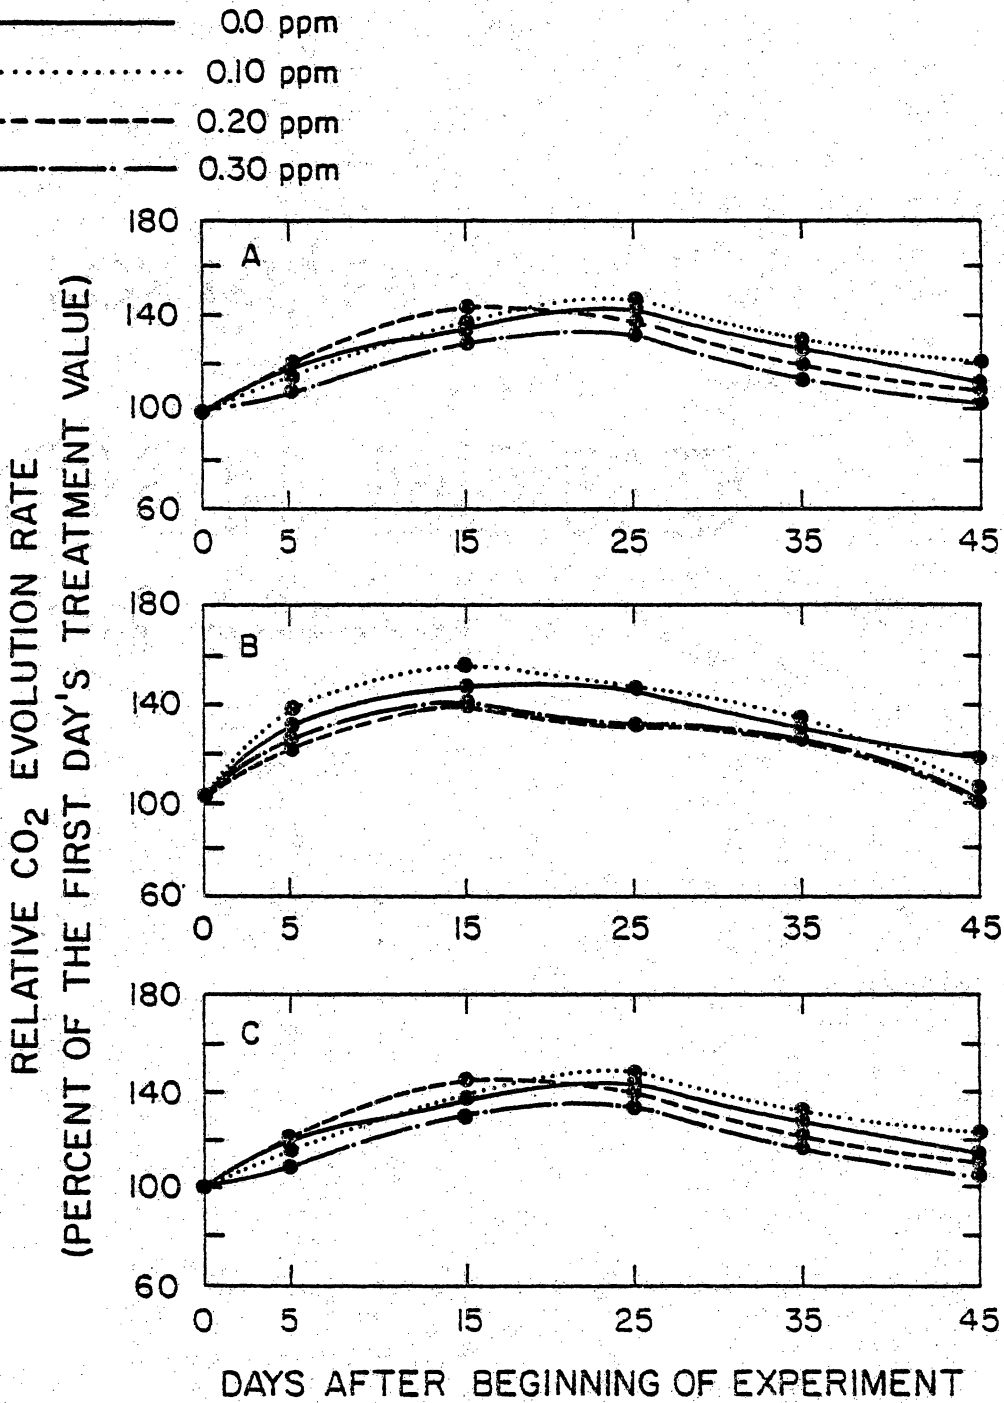 0.0 ppm
0.10 ppm
0.20 ppm
0.30 ppm
RELATIVE CO2 EVOLUTION RATE
(PERCENT OF THE FIRST DAY'S TREATMENT VALUE)
180
140
100
60
A
0 5 15 25 35 45
180
140
100
60
B
0 5 15 25 35 45
180
140
100
60
C
0 5 15 25 35 45
DAYS AFTER BEGINNING OF EXPERIMENT